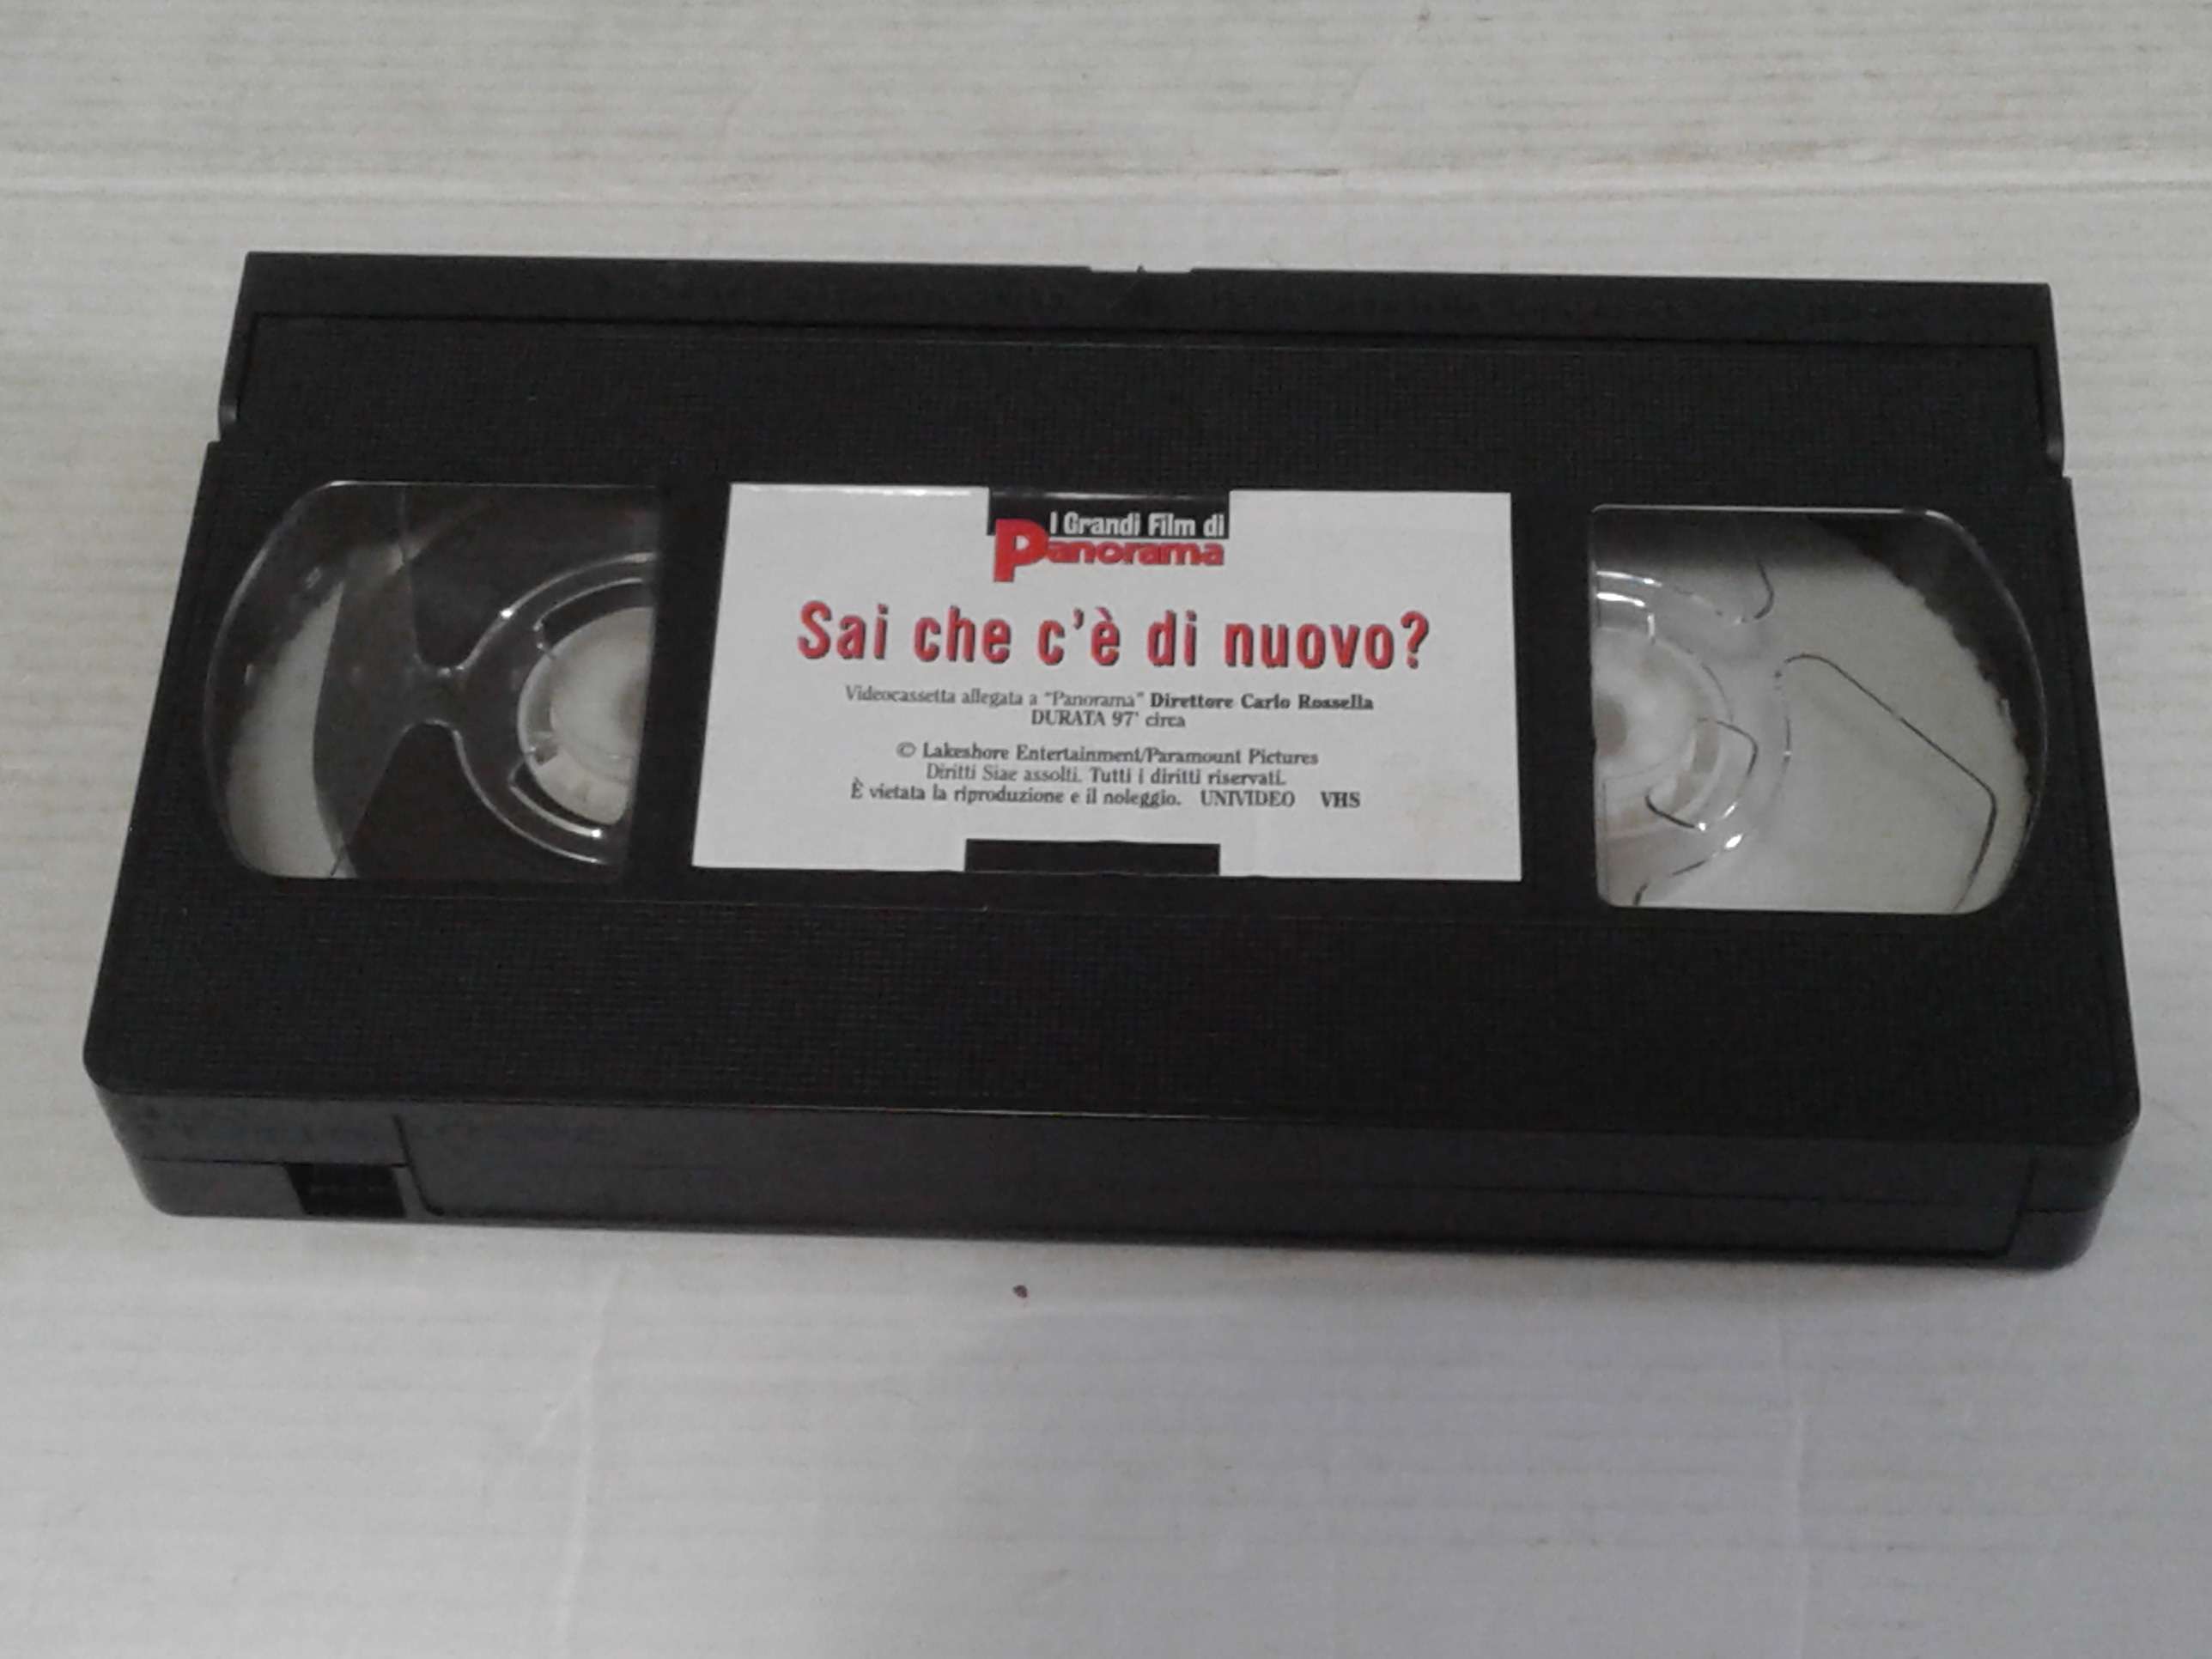 I Grandi Film di
Panorama
Sai che c'è di nuovo?
Videocassetta allegata a "Panorama" Direttore Carlo Rossella
DURATA 97' circa
© Lakeshore Entertainment/Paramount Pictures
Diritti Siae assolti. Tutti i diritti riservati.
È vietata la riproduzione e il noleggio. UNIVIDEO VHS